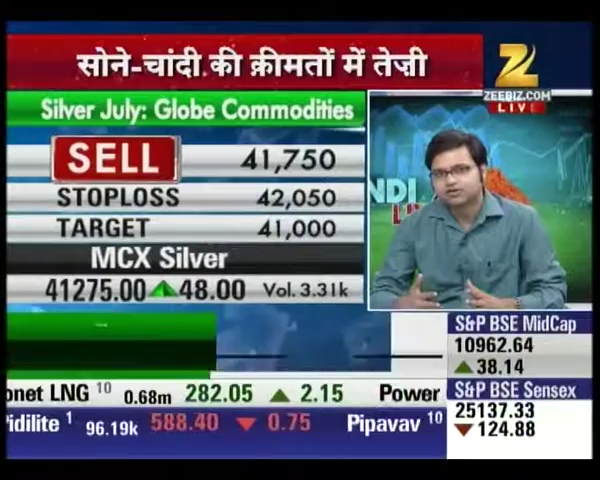 सोने-चांदी की क़ीमतों में तेज़ी
Z
ZEEBIZ.COM
LIVE
Silver July: Globe Commodities
SELL 41,750
STOPLOSS 42,050
TARGET 41,000
MCX Silver
41275.00 48.00 Vol. 3.31k
NDI
LI
S&P BSE MidCap
10962.64
38.14
onet LNG 10 0.68m 282.05 2.15 Power
S&P BSE Sensex
25137.33
124.88
Pidilite 1 96.19k 588.40 0.75 Pipavav 10